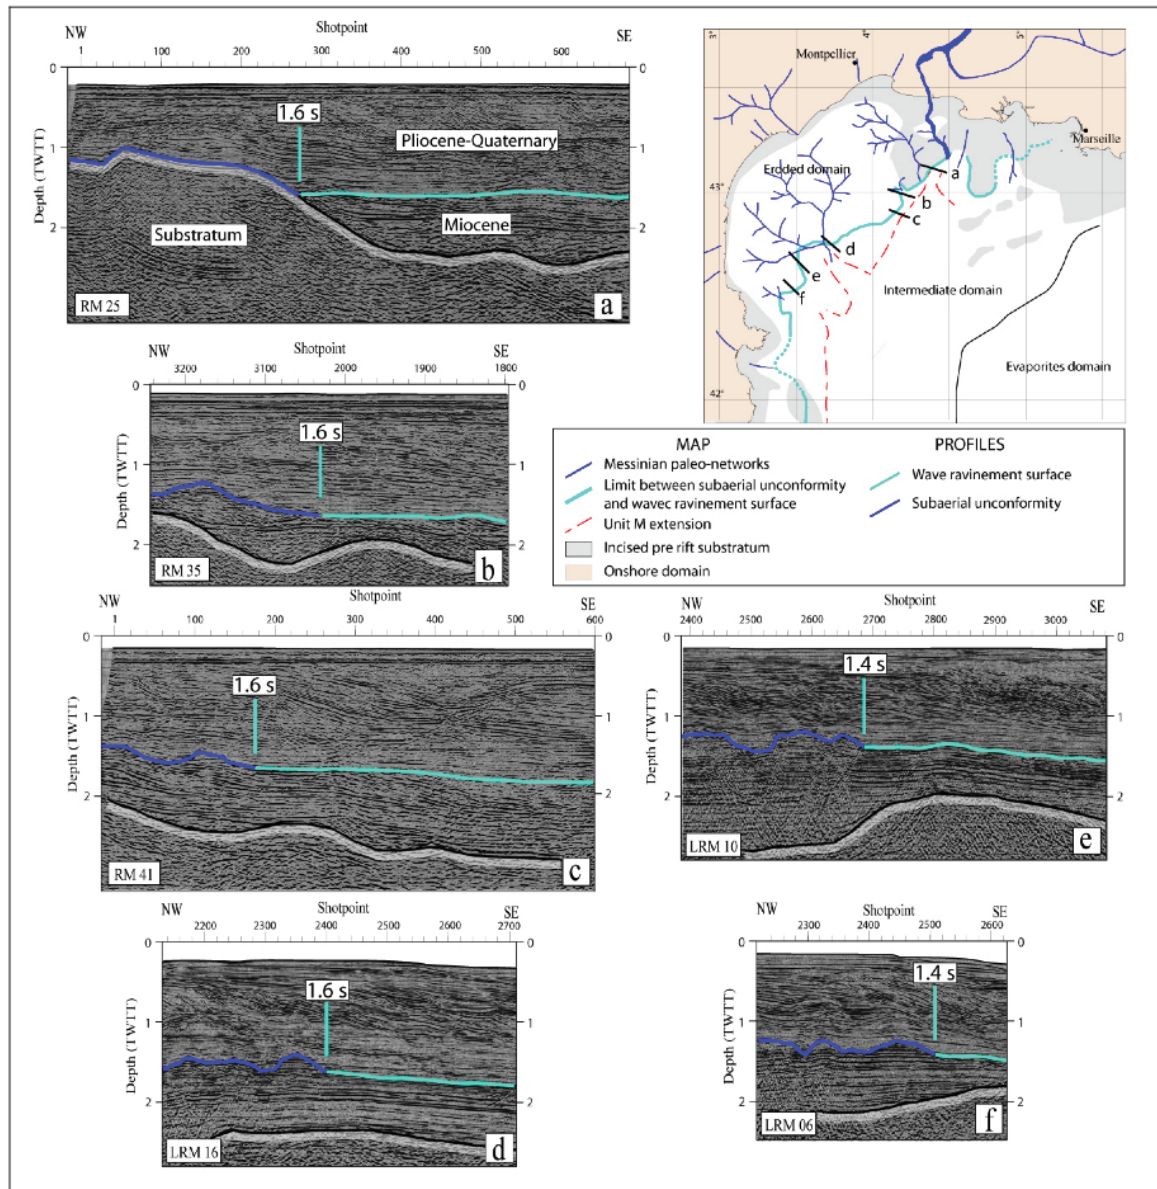 Shotpoint
NW
SE
1 100 200 300 400 500 600
0
0
1.6 s
Pliocene-Quaternary
1
1
Depth (TWTT)
Substratum
Miocene
2
2
RM 25
a
3°
4°
5°
Montpellier
Marseille
Eroded domain
43°
a
b
c
d
e
f
Intermediate domain
Evaporites domain
42°
NW
Shotpoint
SE
3200 3100 2000 1900 1800
0
0
1.6 s
1
1
Depth (TWTT)
2
2
RM 35
b
MAP
Messinian paleo-networks
Limit between subaerial unconformity
and wavec ravinement surface
Unit M extension
Incised pre rift substratum
Onshore domain
PROFILES
Wave ravinement surface
Subaerial unconformity
NW
Shotpoint
SE
1 100 200 300 400 500 600
0
0
1.6 s
1
1
Depth (TWTT)
2
2
RM 41
c
NW
Shotpoint
SE
2400 2500 2600 2700 2800 2900 3000
0
0
1.4 s
1
1
Depth (TWTT)
2
2
LRM 10
e
NW
Shotpoint
SE
2200 2300 2400 2500 2600 2700
0
0
1.6 s
1
1
Depth (TWTT)
2
2
LRM 16
d
NW
Shotpoint
SE
2300 2400 2500 2600
0
0
1.4 s
1
1
Depth (TWTT)
2
2
LRM 06
f